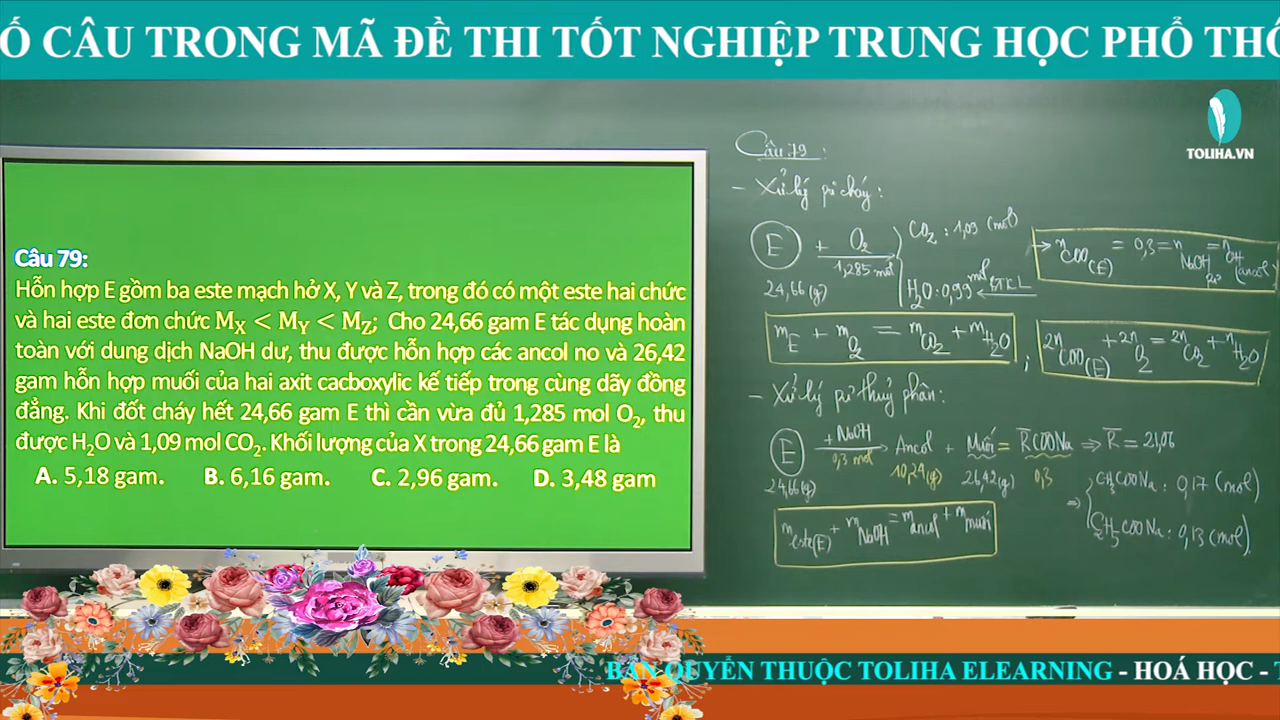 Ố CÂU TRONG MÃ ĐỀ THI TỐT NGHIỆP TRUNG HỌC PHỔ THÔ
TOLIHA.VN
Câu 79:
Hỗn hợp E gồm ba este mạch hở X, Y và Z, trong đó có một este hai chức
và hai este đơn chức M_X < M_Y < M_Z; Cho 24,66 gam E tác dụng hoàn
toàn với dung dịch NaOH dư, thu được hỗn hợp các ancol no và 26,42
gam hỗn hợp muối của hai axit cacboxylic kế tiếp trong cùng dãy đồng
đẳng. Khi đốt cháy hết 24,66 gam E thì cần vừa đủ 1,285 mol O₂, thu
được H₂O và 1,09 mol CO₂. Khối lượng của X trong 24,66 gam E là
A. 5,18 gam. B. 6,16 gam. C. 2,96 gam. D. 3,48 gam
Câu 79:
- Xử lý pư cháy:
E + O₂ → CO₂: 1,09 (mol)
1,285 mol
24,66 (g) H₂O: 0,99 mol ← BTKL
→ n_COO(E) = 0,3 = n_NaOH pư = n_OH (ancol)
m_E + m_O₂ = m_CO₂ + m_H₂O ; 2n_COO(E) + 2n_O₂ = 2n_CO₂ + n_H₂O
- Xử lý pư thuỷ phân:
E + NaOH → Ancol + Muối = R̄COONa ⇒ R̄ = 21,06
0,3 mol
24,66(g) 10,24(g) 26,42(g) 0,3
⇒ CH₃COONa: 0,17 (mol)
C₂H₅COONa: 0,13 (mol)
m_este(E) + m_NaOH = m_ancol + m_muối
BẢN QUYỀN THUỘC TOLIHA ELEARNING - HOÁ HỌC - T